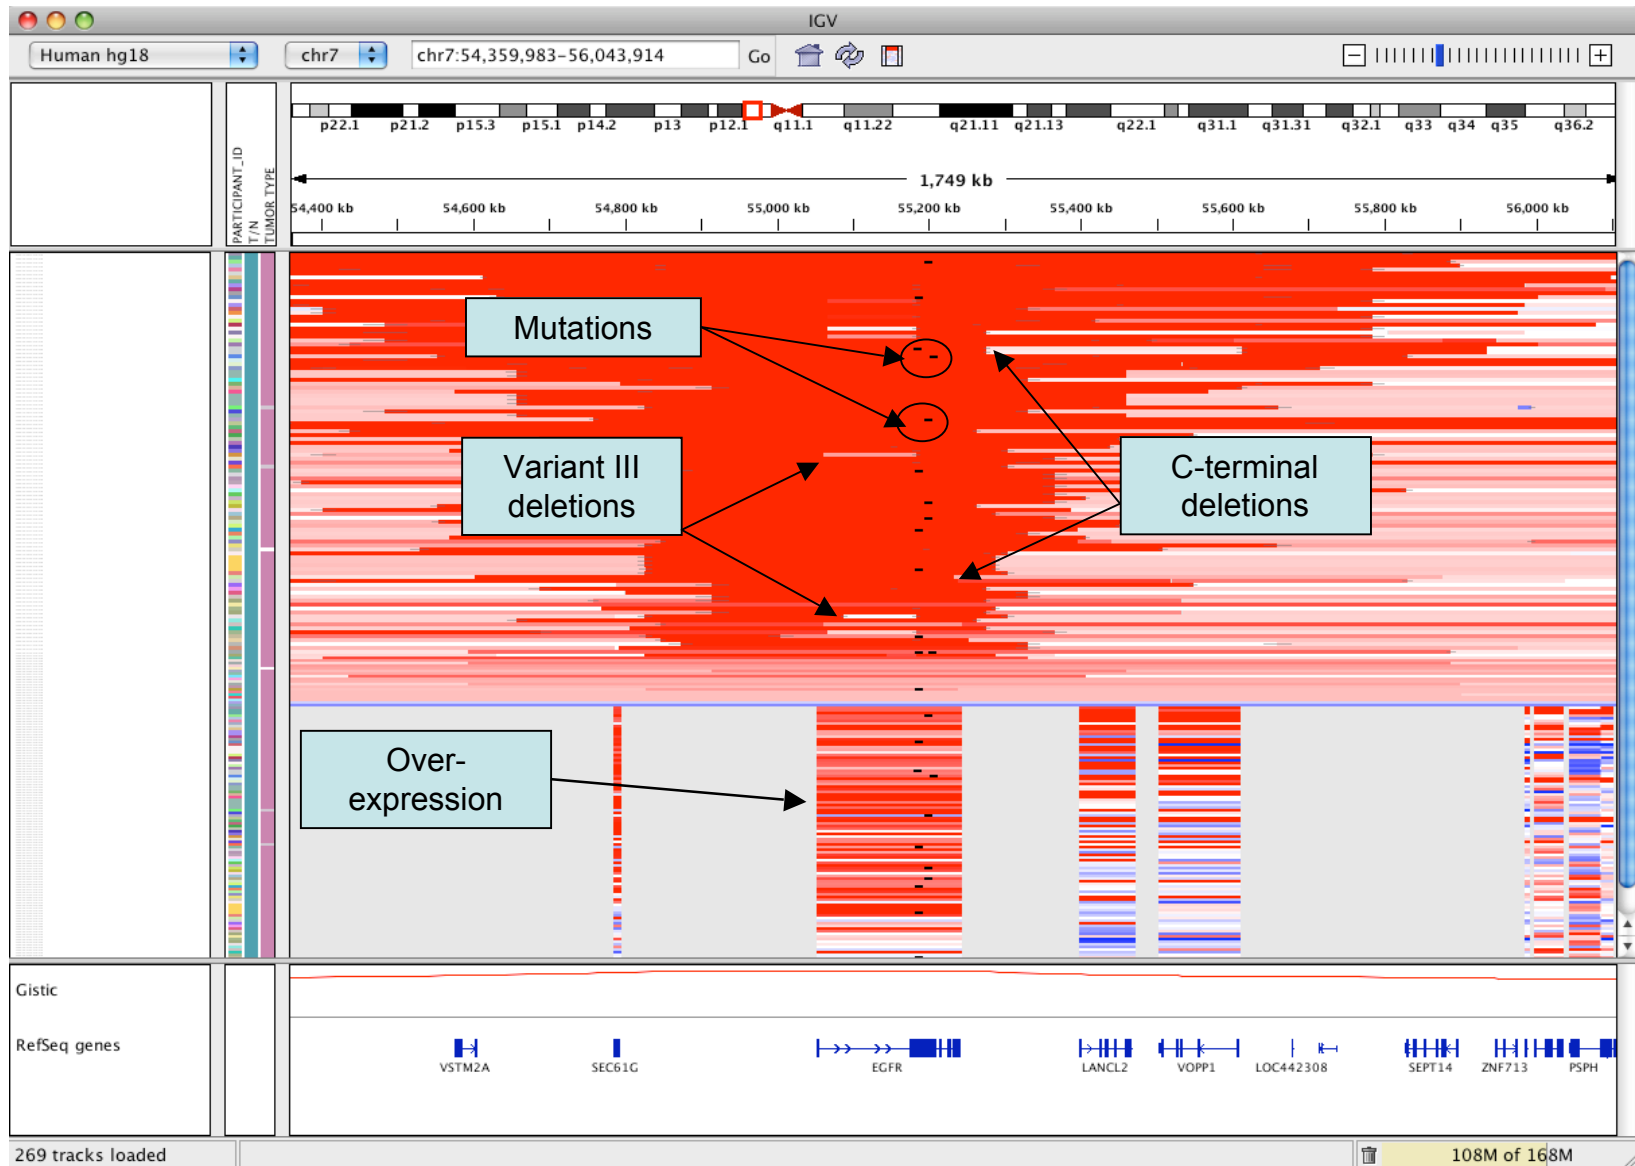 IGV
Human hg18
chr7
chr7:54,359,983-56,043,914
Go
p22.1 p21.2 p15.3 p15.1 p14.2 p13 p12.1 q11.1 q11.22 q21.11 q21.13 q22.1 q31.1 q31.31 q32.1 q33 q34 q35 q36.2
PARTICIPANT_ID
T/N
TUMOR TYPE
1,749 kb
54,400 kb 54,600 kb 54,800 kb 55,000 kb 55,200 kb 55,400 kb 55,600 kb 55,800 kb 56,000 kb
Mutations
Variant III
deletions
C-terminal
deletions
Over-
expression
Gistic
RefSeq genes
VSTM2A SEC61G EGFR LANCL2 VOPP1 LOC442308 SEPT14 ZNF713 PSPH
269 tracks loaded
108M of 168M